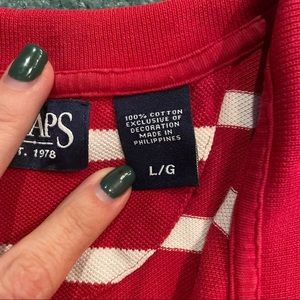 APS
T. 1978
100% COTTON
EXCLUSIVE OF
DECORATION
MADE IN
PHILIPPINES
L/G